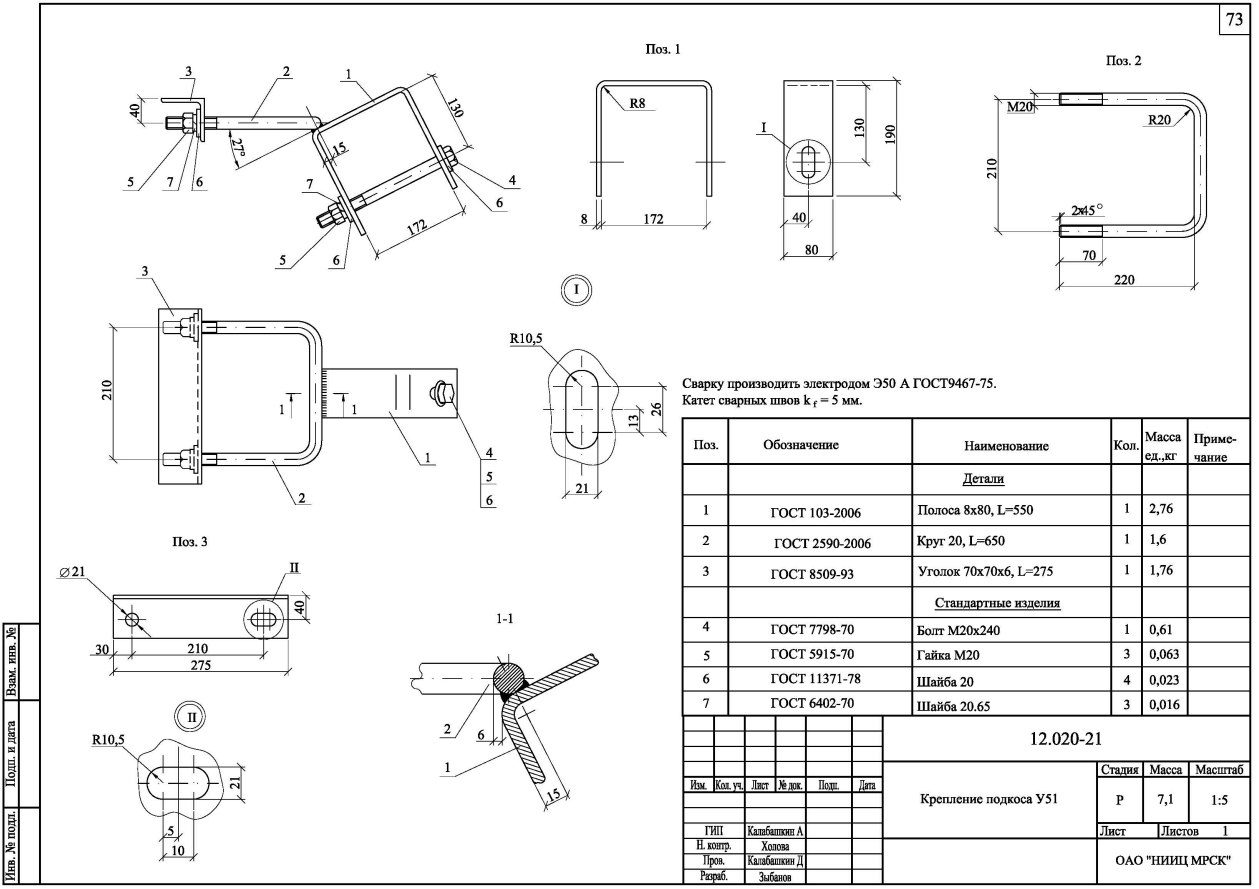 73
Поз. 1
Поз. 2
3
2
1
40
130
27°
15
5
7
6
7
4
6
172
5
6
R8
I
130
190
8
172
40
80
M20
R20
210
2x45°
70
220
3
I
R10,5
210
1
1
1
4
5
6
2
13
26
21
Сварку производить электродом Э50 А ГОСТ9467-75.
Катет сварных швов k f = 5 мм.
Поз. Обозначение Наименование Кол. Масса ед.,кг Приме-чание
Детали
1 ГОСТ 103-2006 Полоса 8х80, L=550 1 2,76
2 ГОСТ 2590-2006 Круг 20, L=650 1 1,6
3 ГОСТ 8509-93 Уголок 70х70х6, L=275 1 1,76
Стандартные изделия
4 ГОСТ 7798-70 Болт М20х240 1 0,61
5 ГОСТ 5915-70 Гайка М20 3 0,063
6 ГОСТ 11371-78 Шайба 20 4 0,023
7 ГОСТ 6402-70 Шайба 20.65 3 0,016
Поз. 3
Ø21
II
40
30
210
275
II
R10,5
21
5
10
1-1
2
6
1
15
12.020-21
Изм. Кол. уч. Лист № док. Подп. Дата
Крепление подкоса У51
Стадия Масса Масштаб
Р 7,1 1:5
Лист Листов 1
ГИП Калабашкин А
Н. контр. Холова
Пров. Калабашкин Д
Разраб. Зыбанов
ОАО "НИИЦ МРСК"
Взам. инв. №
Подп. и дата
Инв. № подл.